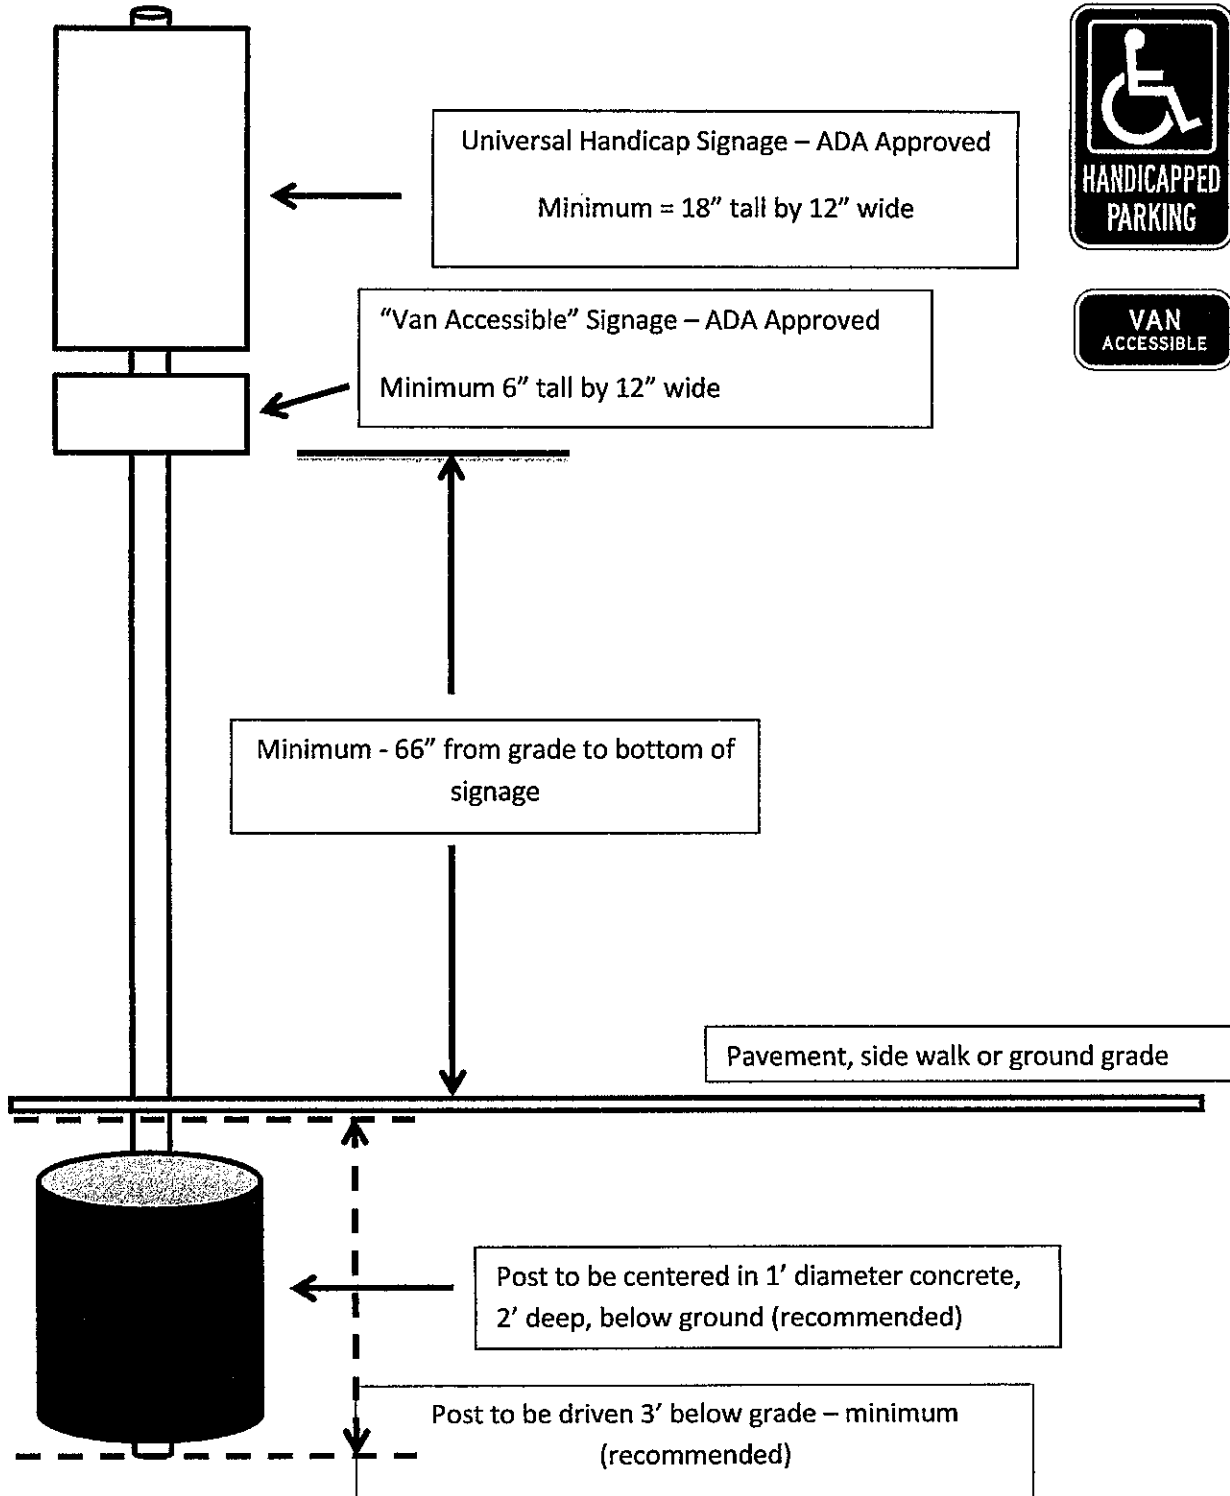 Universal Handicap Signage – ADA Approved
Minimum = 18” tall by 12” wide
HANDICAPPED
PARKING
“Van Accessible” Signage – ADA Approved
Minimum 6” tall by 12” wide
VAN
ACCESSIBLE
Minimum - 66” from grade to bottom of
signage
Pavement, side walk or ground grade
Post to be centered in 1’ diameter concrete,
2’ deep, below ground (recommended)
Post to be driven 3’ below grade – minimum
(recommended)